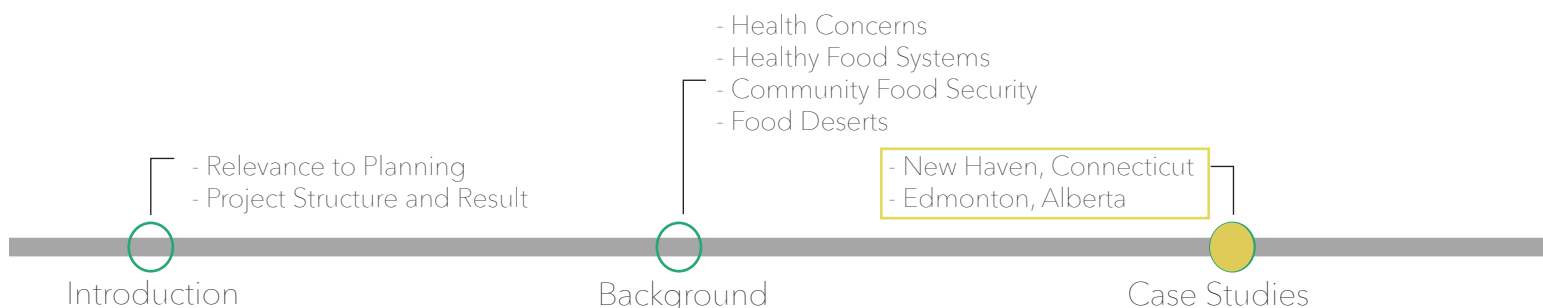 - Health Concerns
- Healthy Food Systems
- Community Food Security
- Food Deserts
- Relevance to Planning
- Project Structure and Result
- New Haven, Connecticut
- Edmonton, Alberta
Introduction
Background
Case Studies